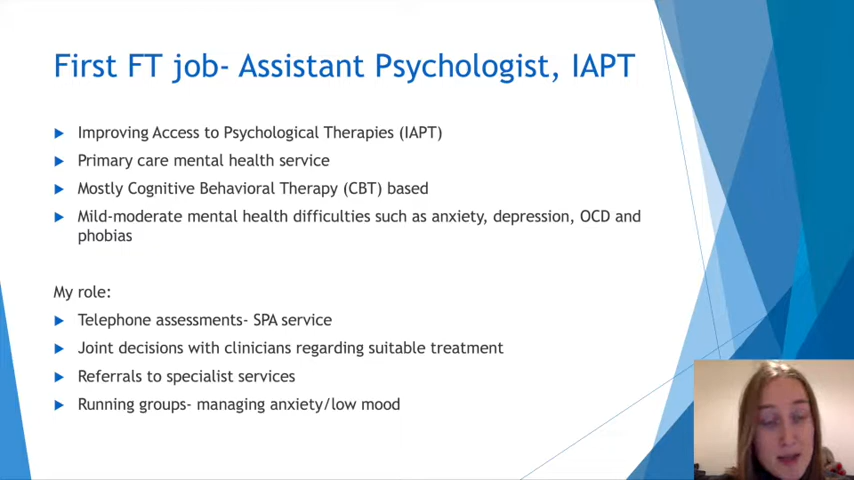 First FT job- Assistant Psychologist, IAPT
Improving Access to Psychological Therapies (IAPT)
Primary care mental health service
Mostly Cognitive Behavioral Therapy (CBT) based
Mild-moderate mental health difficulties such as anxiety, depression, OCD and
phobias
My role:
Telephone assessments- SPA service
Joint decisions with clinicians regarding suitable treatment
Referrals to specialist services
Running groups- managing anxiety/low mood